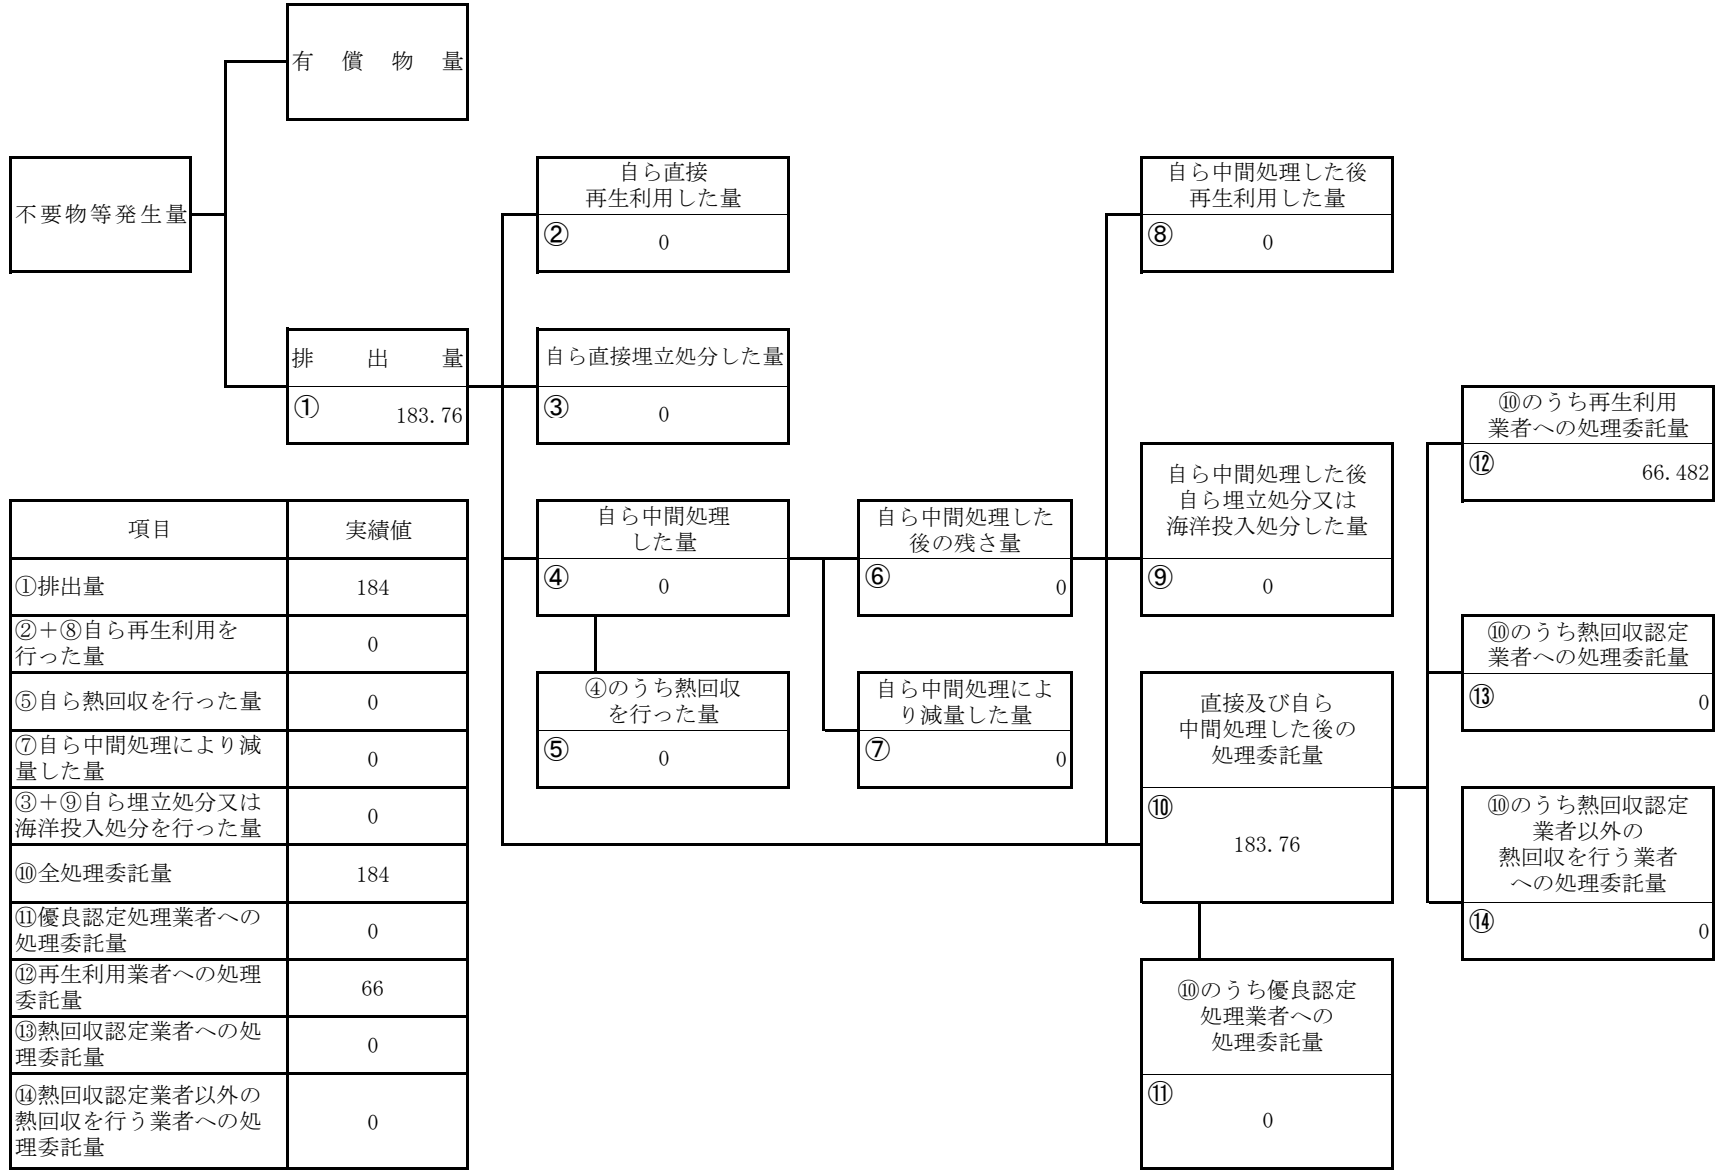 有償物量
不要物等発生量
自ら直接
再生利用した量
②
0
自ら中間処理した後
再生利用した量
⑧
0
排出量
①
183.76
自ら直接埋立処分した量
③
0
⑩のうち再生利用
業者への処理委託量
⑫
66.482
自ら中間処理
した量
④
0
自ら中間処理した
後の残さ量
⑥
0
自ら中間処理した後
自ら埋立処分又は
海洋投入処分した量
⑨
0
⑩のうち熱回収認定
業者への処理委託量
⑬
0
④のうち熱回収
を行った量
⑤
0
自ら中間処理によ
り減量した量
⑦
0
直接及び自ら
中間処理した後の
処理委託量
⑩
183.76
⑩のうち熱回収認定
業者以外の
熱回収を行う業者
への処理委託量
⑭
0
⑩のうち優良認定
処理業者への
処理委託量
⑪
0
項目 実績値
①排出量 184
②＋⑧自ら再生利用を
行った量 0
⑤自ら熱回収を行った量 0
⑦自ら中間処理により減
量した量 0
③＋⑨自ら埋立処分又は
海洋投入処分を行った量 0
⑩全処理委託量 184
⑪優良認定処理業者への
処理委託量 0
⑫再生利用業者への処理
委託量 66
⑬熱回収認定業者への処
理委託量 0
⑭熱回収認定業者以外の
熱回収を行う業者への処
理委託量 0